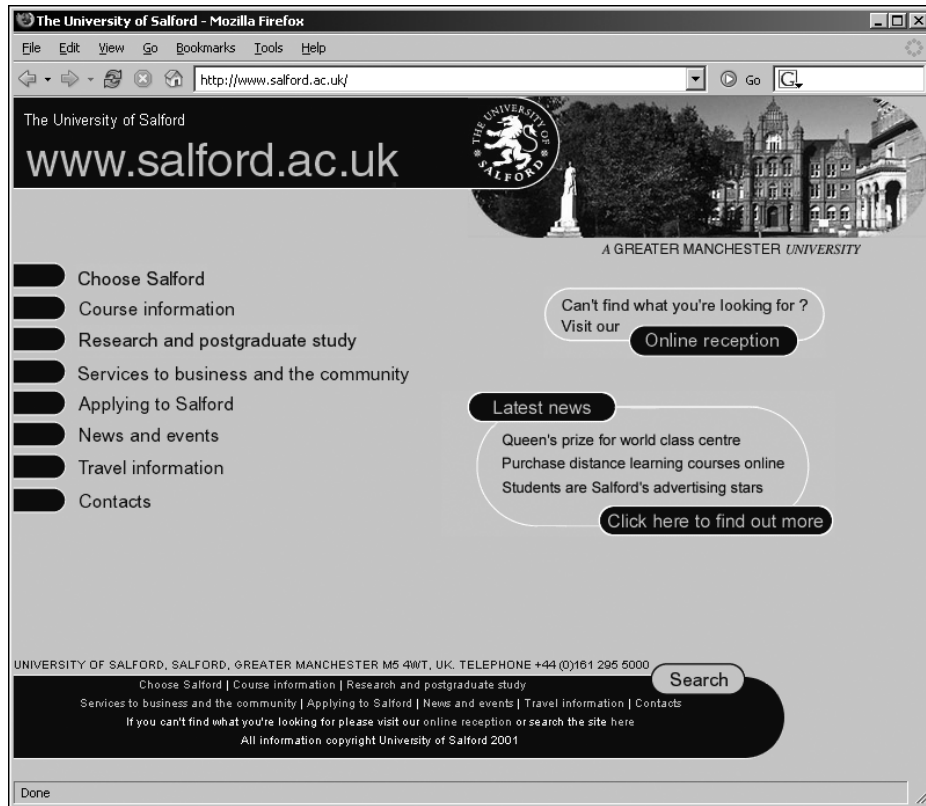 The University of Salford - Mozilla Firefox
File Edit View Go Bookmarks Tools Help
http://www.salford.ac.uk/ Go G
The University of Salford
www.salford.ac.uk
THE UNIVERSITY OF SALFORD
A GREATER MANCHESTER UNIVERSITY
Choose Salford
Course information
Research and postgraduate study
Services to business and the community
Applying to Salford
News and events
Travel information
Contacts
Can't find what you're looking for ?
Visit our
Online reception
Latest news
Queen's prize for world class centre
Purchase distance learning courses online
Students are Salford's advertising stars
Click here to find out more
UNIVERSITY OF SALFORD, SALFORD, GREATER MANCHESTER M5 4WT, UK. TELEPHONE +44 (0)161 295 5000
Search
Choose Salford | Course information | Research and postgraduate study
Services to business and the community | Applying to Salford | News and events | Travel information | Contacts
If you can't find what you're looking for please visit our online reception or search the site here
All information copyright University of Salford 2001
Done